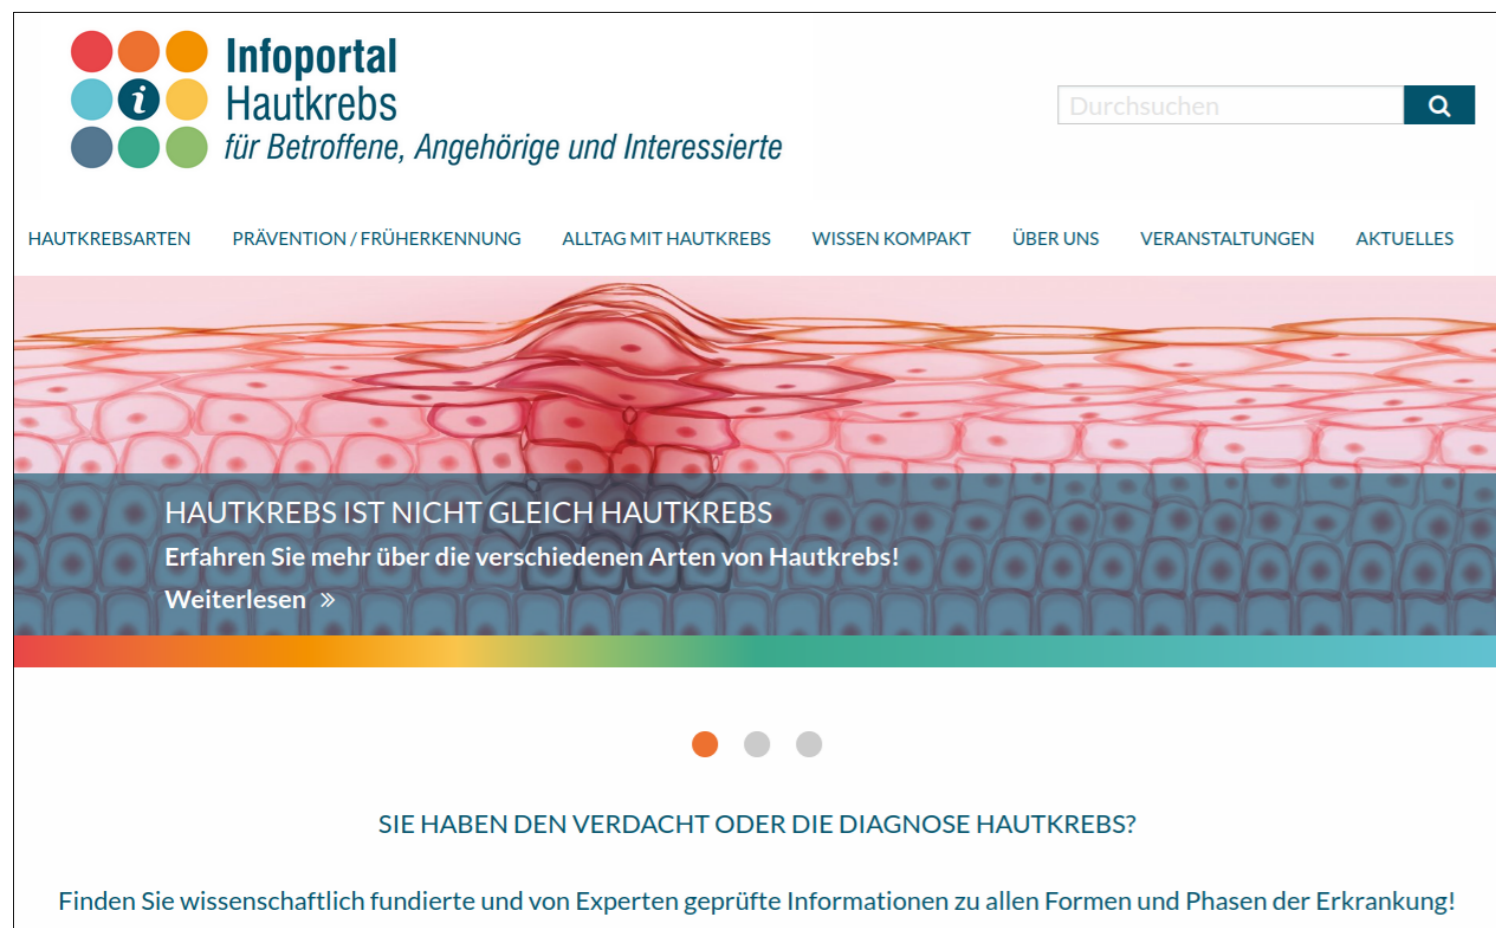 Infoportal
Hautkrebs
für Betroffene, Angehörige und Interessierte
Durchsuchen
HAUTKREBSARTEN PRÄVENTION / FRÜHERKENNUNG ALLTAG MIT HAUTKREBS WISSEN KOMPAKT ÜBER UNS VERANSTALTUNGEN AKTUELLES
HAUTKREBS IST NICHT GLEICH HAUTKREBS
Erfahren Sie mehr über die verschiedenen Arten von Hautkrebs!
Weiterlesen »
SIE HABEN DEN VERDACHT ODER DIE DIAGNOSE HAUTKREBS?
Finden Sie wissenschaftlich fundierte und von Experten geprüfte Informationen zu allen Formen und Phasen der Erkrankung!